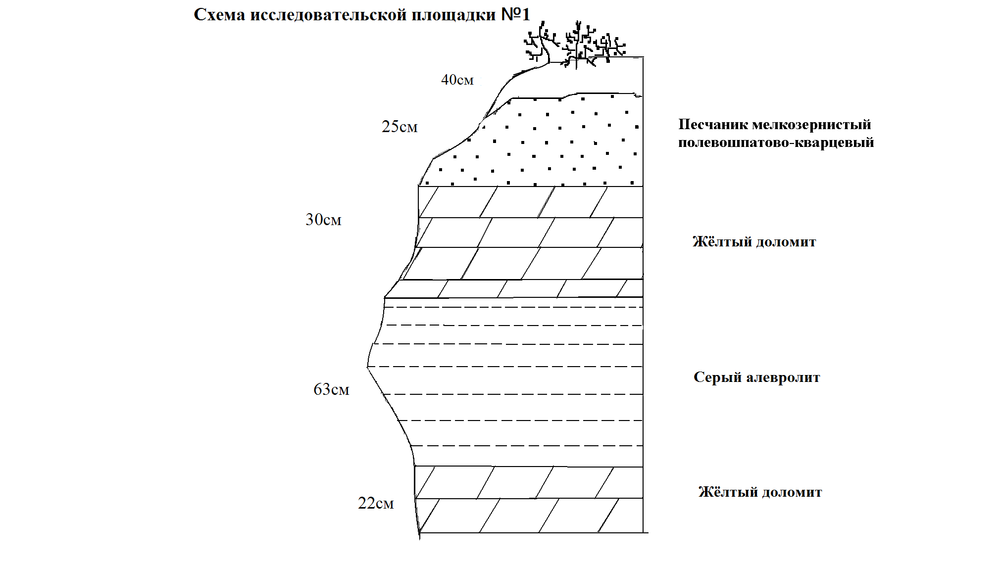 Схема исследовательской площадки №1
40см
25см
Песчаник мелкозернистый
полевошпатово-кварцевый
30см
Жёлтый доломит
Серый алевролит
63см
Жёлтый доломит
22см